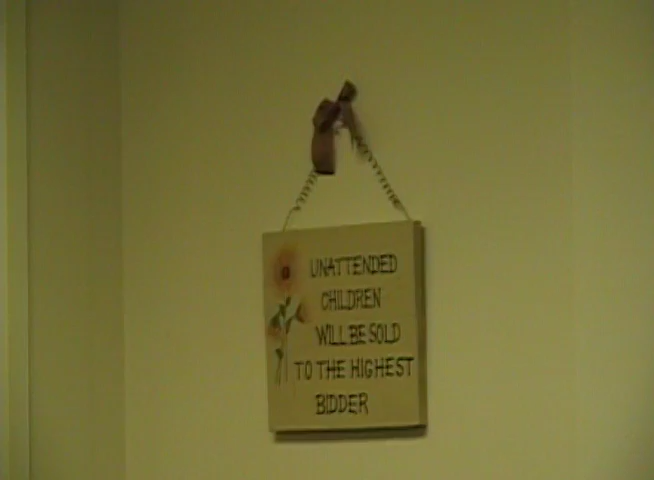 UNATTENDED
CHILDREN
WILL BE SOLD
TO THE HIGHEST
BIDDER